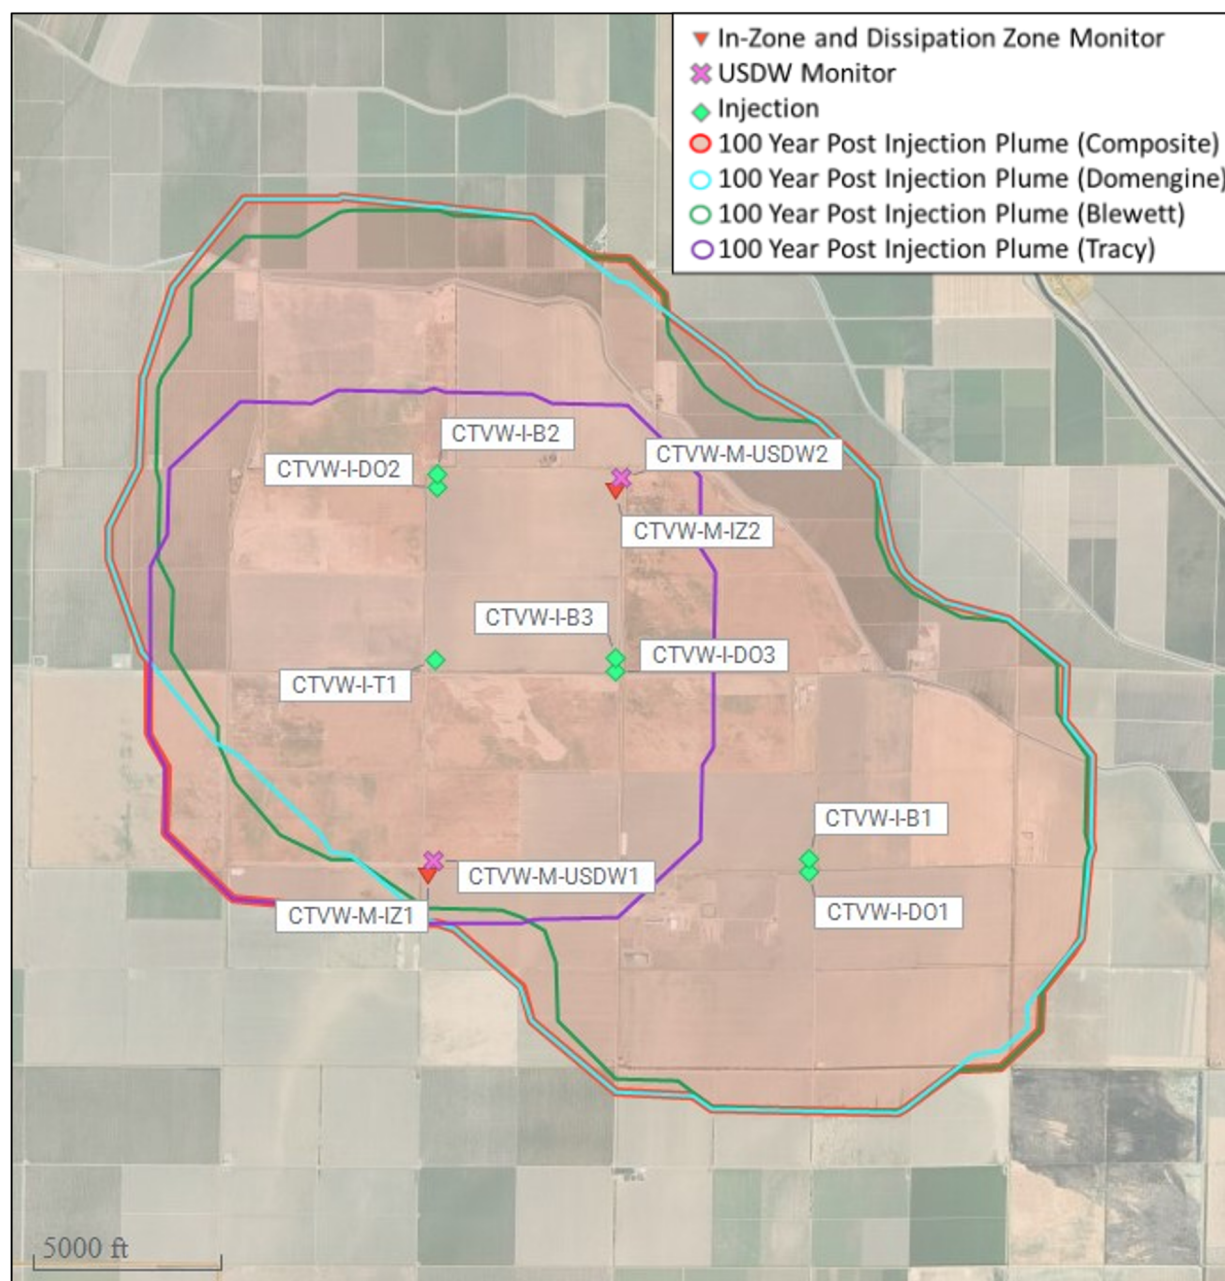 In-Zone and Dissipation Zone Monitor
USDW Monitor
Injection
100 Year Post Injection Plume (Composite)
100 Year Post Injection Plume (Domengine)
100 Year Post Injection Plume (Blewett)
100 Year Post Injection Plume (Tracy)
CTVW-I-B2
CTVW-M-USDW2
CTVW-I-DO2
CTVW-M-IZ2
CTVW-I-B3
CTVW-I-DO3
CTVW-I-T1
CTVW-I-B1
CTVW-M-USDW1
CTVW-M-IZ1
CTVW-I-DO1
5000 ft